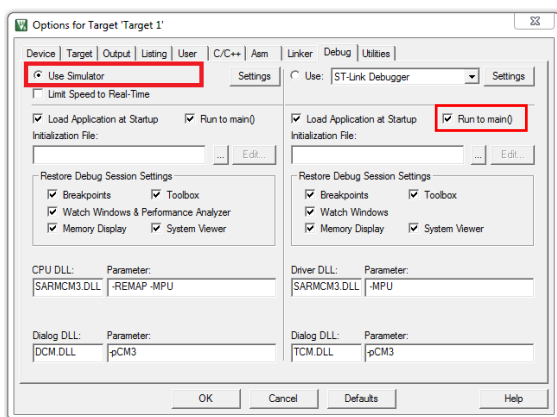 Options for Target 'Target 1'
Device Target Output Listing User C/C++ Asm Linker Debug Utilities
Use Simulator Settings
Limit Speed to Real-Time
Load Application at Startup Run to main()
Initialization File:
... Edit...
Restore Debug Session Settings
Breakpoints Toolbox
Watch Windows & Performance Analyzer
Memory Display System Viewer
CPU DLL: Parameter:
SARMCM3.DLL -REMAP -MPU
Dialog DLL: Parameter:
DCM.DLL -pCM3
Use: ST-Link Debugger Settings
Load Application at Startup Run to main()
Initialization File:
... Edit...
Restore Debug Session Settings
Breakpoints Toolbox
Watch Windows
Memory Display System Viewer
Driver DLL: Parameter:
SARMCM3.DLL -MPU
Dialog DLL: Parameter:
TCM.DLL -pCM3
OK Cancel Defaults Help